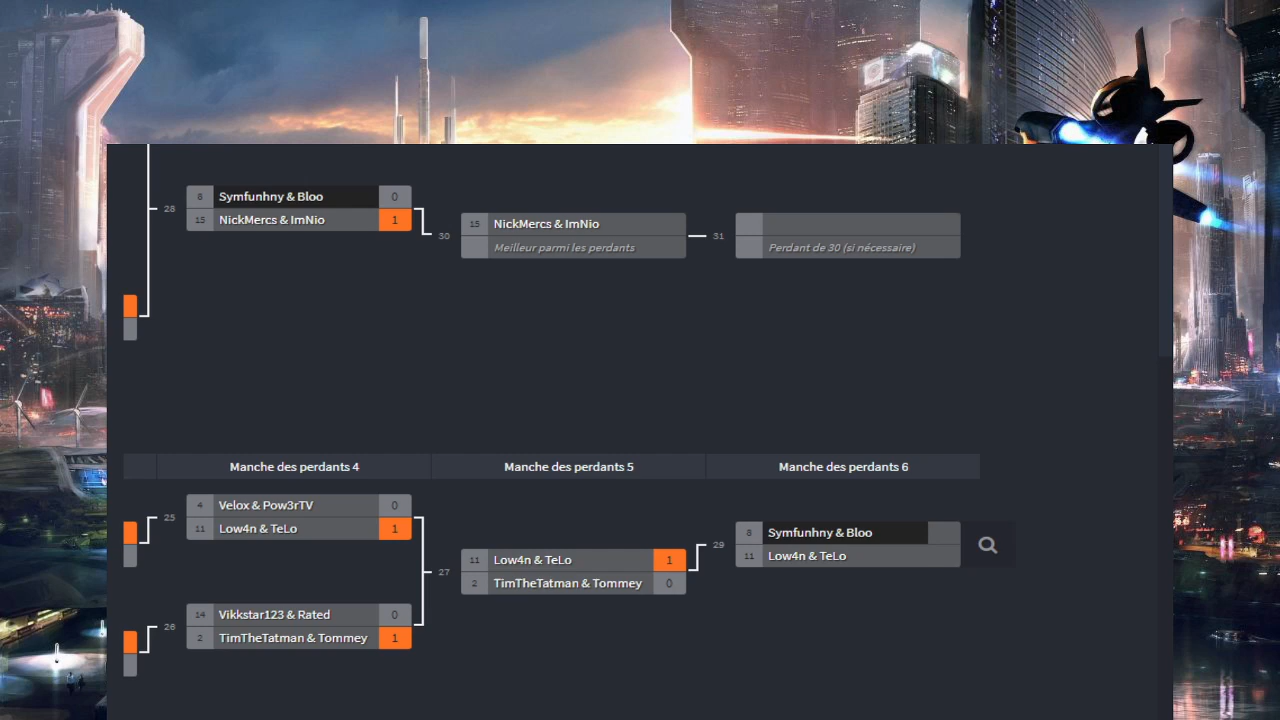 6 Symfunhny & Bloo 0
28
15 NickMercs & ImNio 1
15 NickMercs & ImNio
30
Meilleur parmi les perdants
31
Perdant de 30 (si nécessaire)
Manche des perdants 4 Manche des perdants 5 Manche des perdants 6
4 Velox & Pow3rTV 0
25
11 Low4n & TeLo 1
27
11 Low4n & TeLo 1
2 TimTheTatman & Tommey 0
29
8 Symfunhny & Bloo
11 Low4n & TeLo
14 Vikkstar123 & Rated 0
26
2 TimTheTatman & Tommey 1